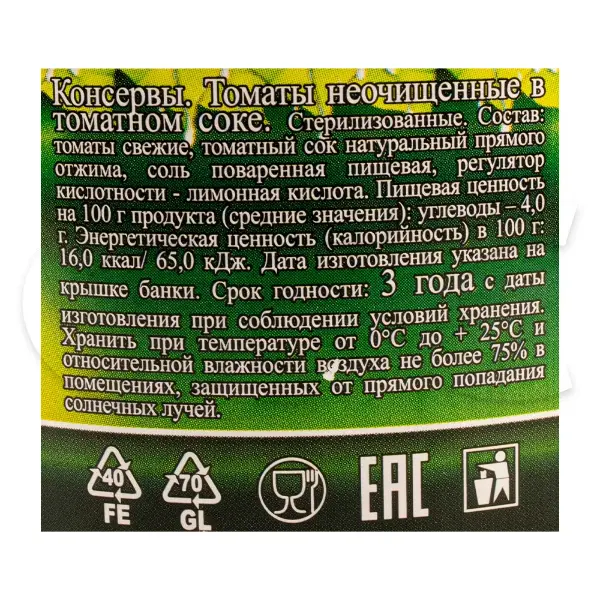 Консервы. Томаты неочищенные в
томатном соке. Стерилизованные. Состав:
томаты свежие, томатный сок натуральный прямого
отжима, соль поваренная пищевая, регулятор
кислотности - лимонная кислота. Пищевая ценность
на 100 г продукта (средние значения): углеводы – 4,0
г. Энергетическая ценность (калорийность) в 100 г:
16,0 ккал/ 65,0 кДж. Дата изготовления указана на
крышке банки. Срок годности: 3 года с даты
изготовления при соблюдении условий хранения.
Хранить при температуре от 0°С до + 25°С и
относительной влажности воздуха не более 75% в
помещениях, защищенных от прямого попадания
солнечных лучей.
40 70 EAC
FE GL